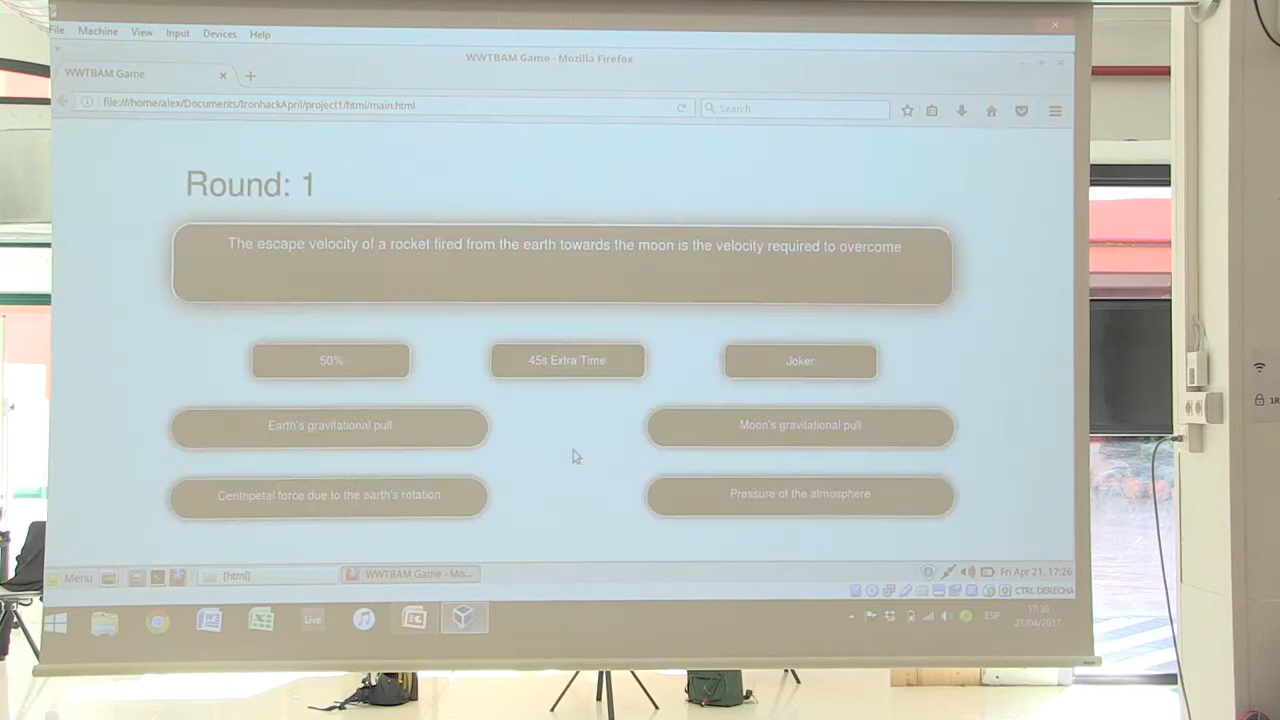 File Machine View Input Devices Help
WWTBAM Game - Mozilla Firefox
WWTBAM Game
file:///home/alex/Documents/IronhackApril/project1/html/main.html
Search
Round: 1
The escape velocity of a rocket fired from the earth towards the moon is the velocity required to overcome
50% 45s Extra Time Joker
Earth's gravitational pull Moon's gravitational pull
Centripetal force due to the earth's rotation Pressure of the atmosphere
Menu [html] WWTBAM Game - Mo... Fri Apr 21, 17:26
CTRL DERECHA
Live ESP 17:30
21/04/2017
1R